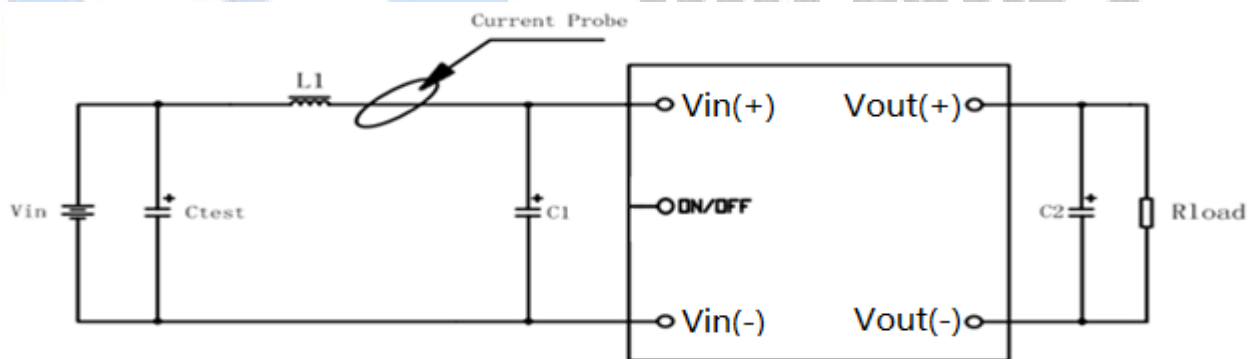 Current Probe
L1
Vin(+) Vout(+)
Vin + Ctest + C1 ON/OFF C2 + Rload
Vin(-) Vout(-)